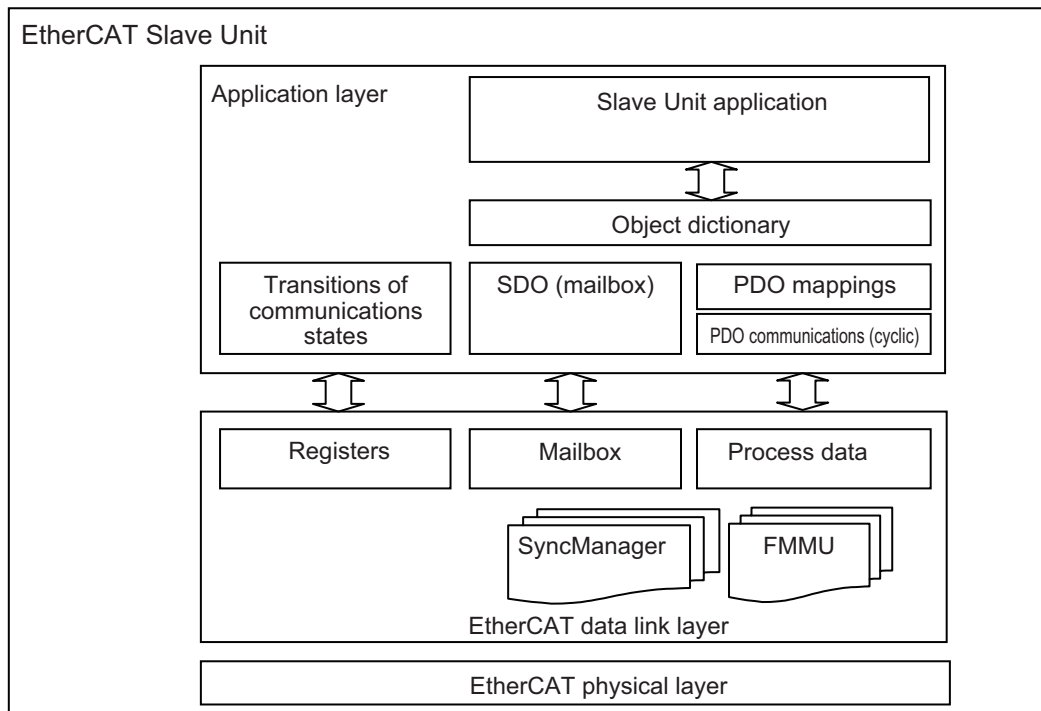 EtherCAT Slave Unit
Application layer
Slave Unit application
Object dictionary
Transitions of
communications
states
SDO (mailbox)
PDO mappings
PDO communications (cyclic)
Registers
Mailbox
Process data
SyncManager
FMMU
EtherCAT data link layer
EtherCAT physical layer